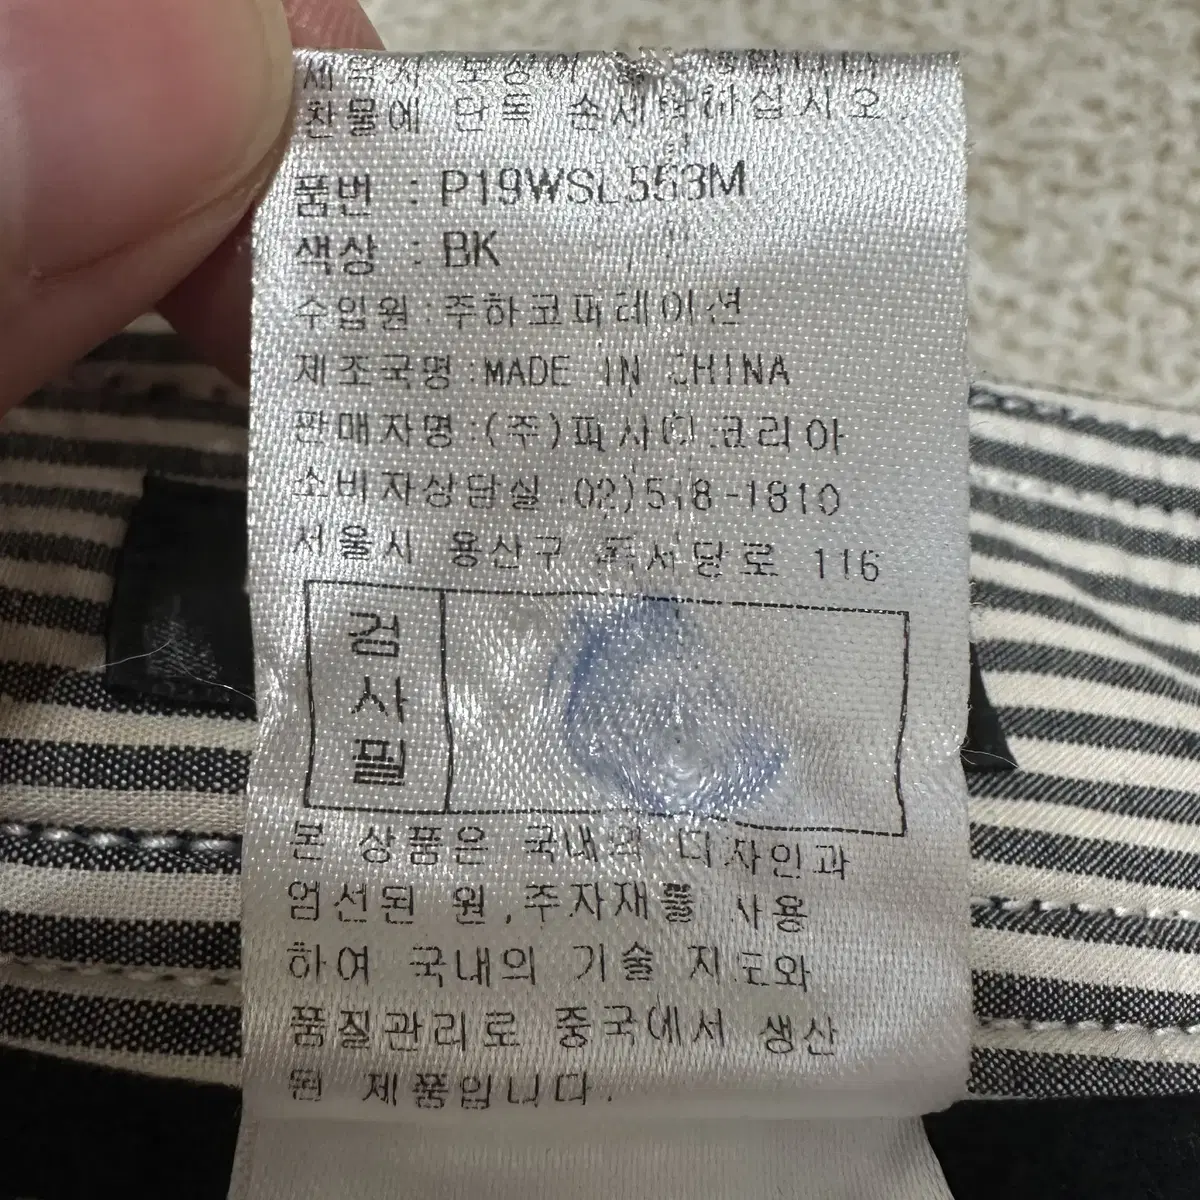 찬물에 단독 손세탁하십시오.
품번 : P19WSL553M
색상 : BK
수입원 : 주하코퍼레이션
제조국명 : MADE IN CHINA
판매자명 : (주)파사디코리아
소비자상담실 02)518-1810
서울시 용산구 두서당로 116
검
사
필
본 상품은 국내의 디자인과
엄선된 원,부자재를 사용
하여 국내의 기술 지도와
품질관리로 중국에서 생산
된 제품입니다.